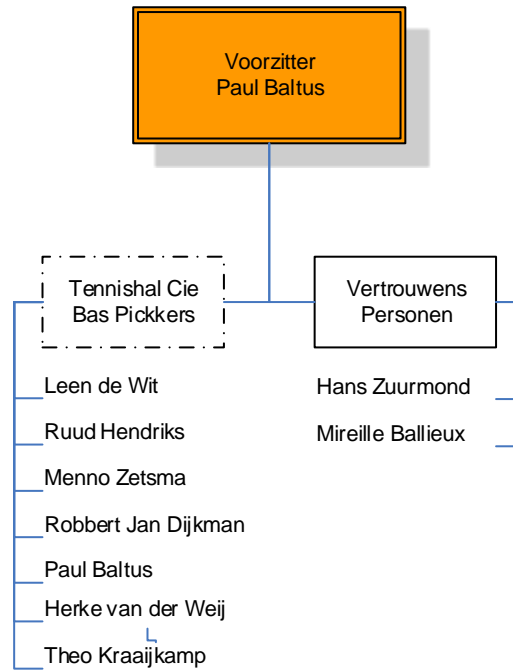 Voorzitter
Paul Baltus
Tennishal Cie
Bas Pickkers
Vertrouwens
Personen
Leen de Wit
Ruud Hendriks
Menno Zetsma
Robbert Jan Dijkman
Paul Baltus
Herke van der Weij
Theo Kraaijkamp
Hans Zuurmond
Mireille Ballieux